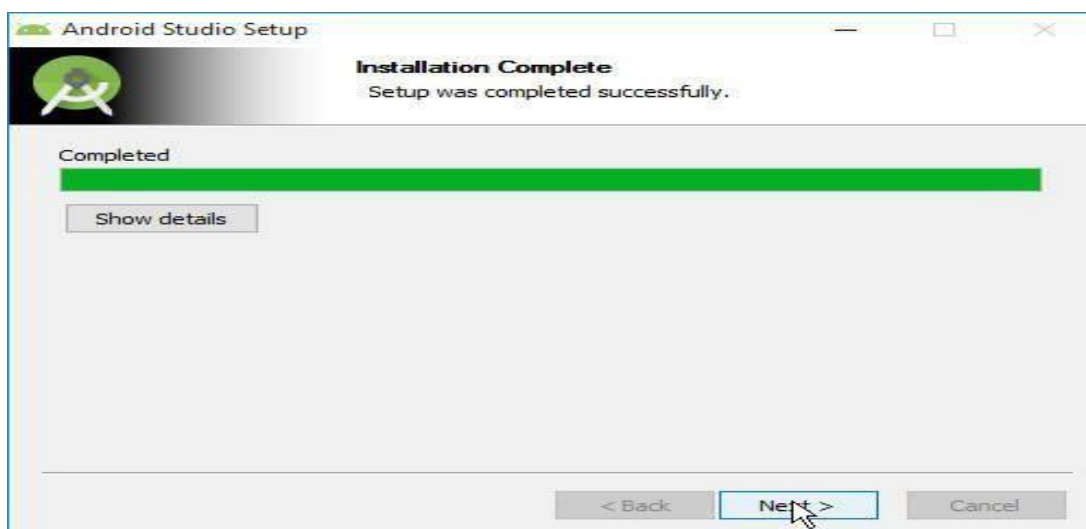 Android Studio Setup
Installation Complete
Setup was completed successfully.
Completed
Show details
< Back Next > Cancel